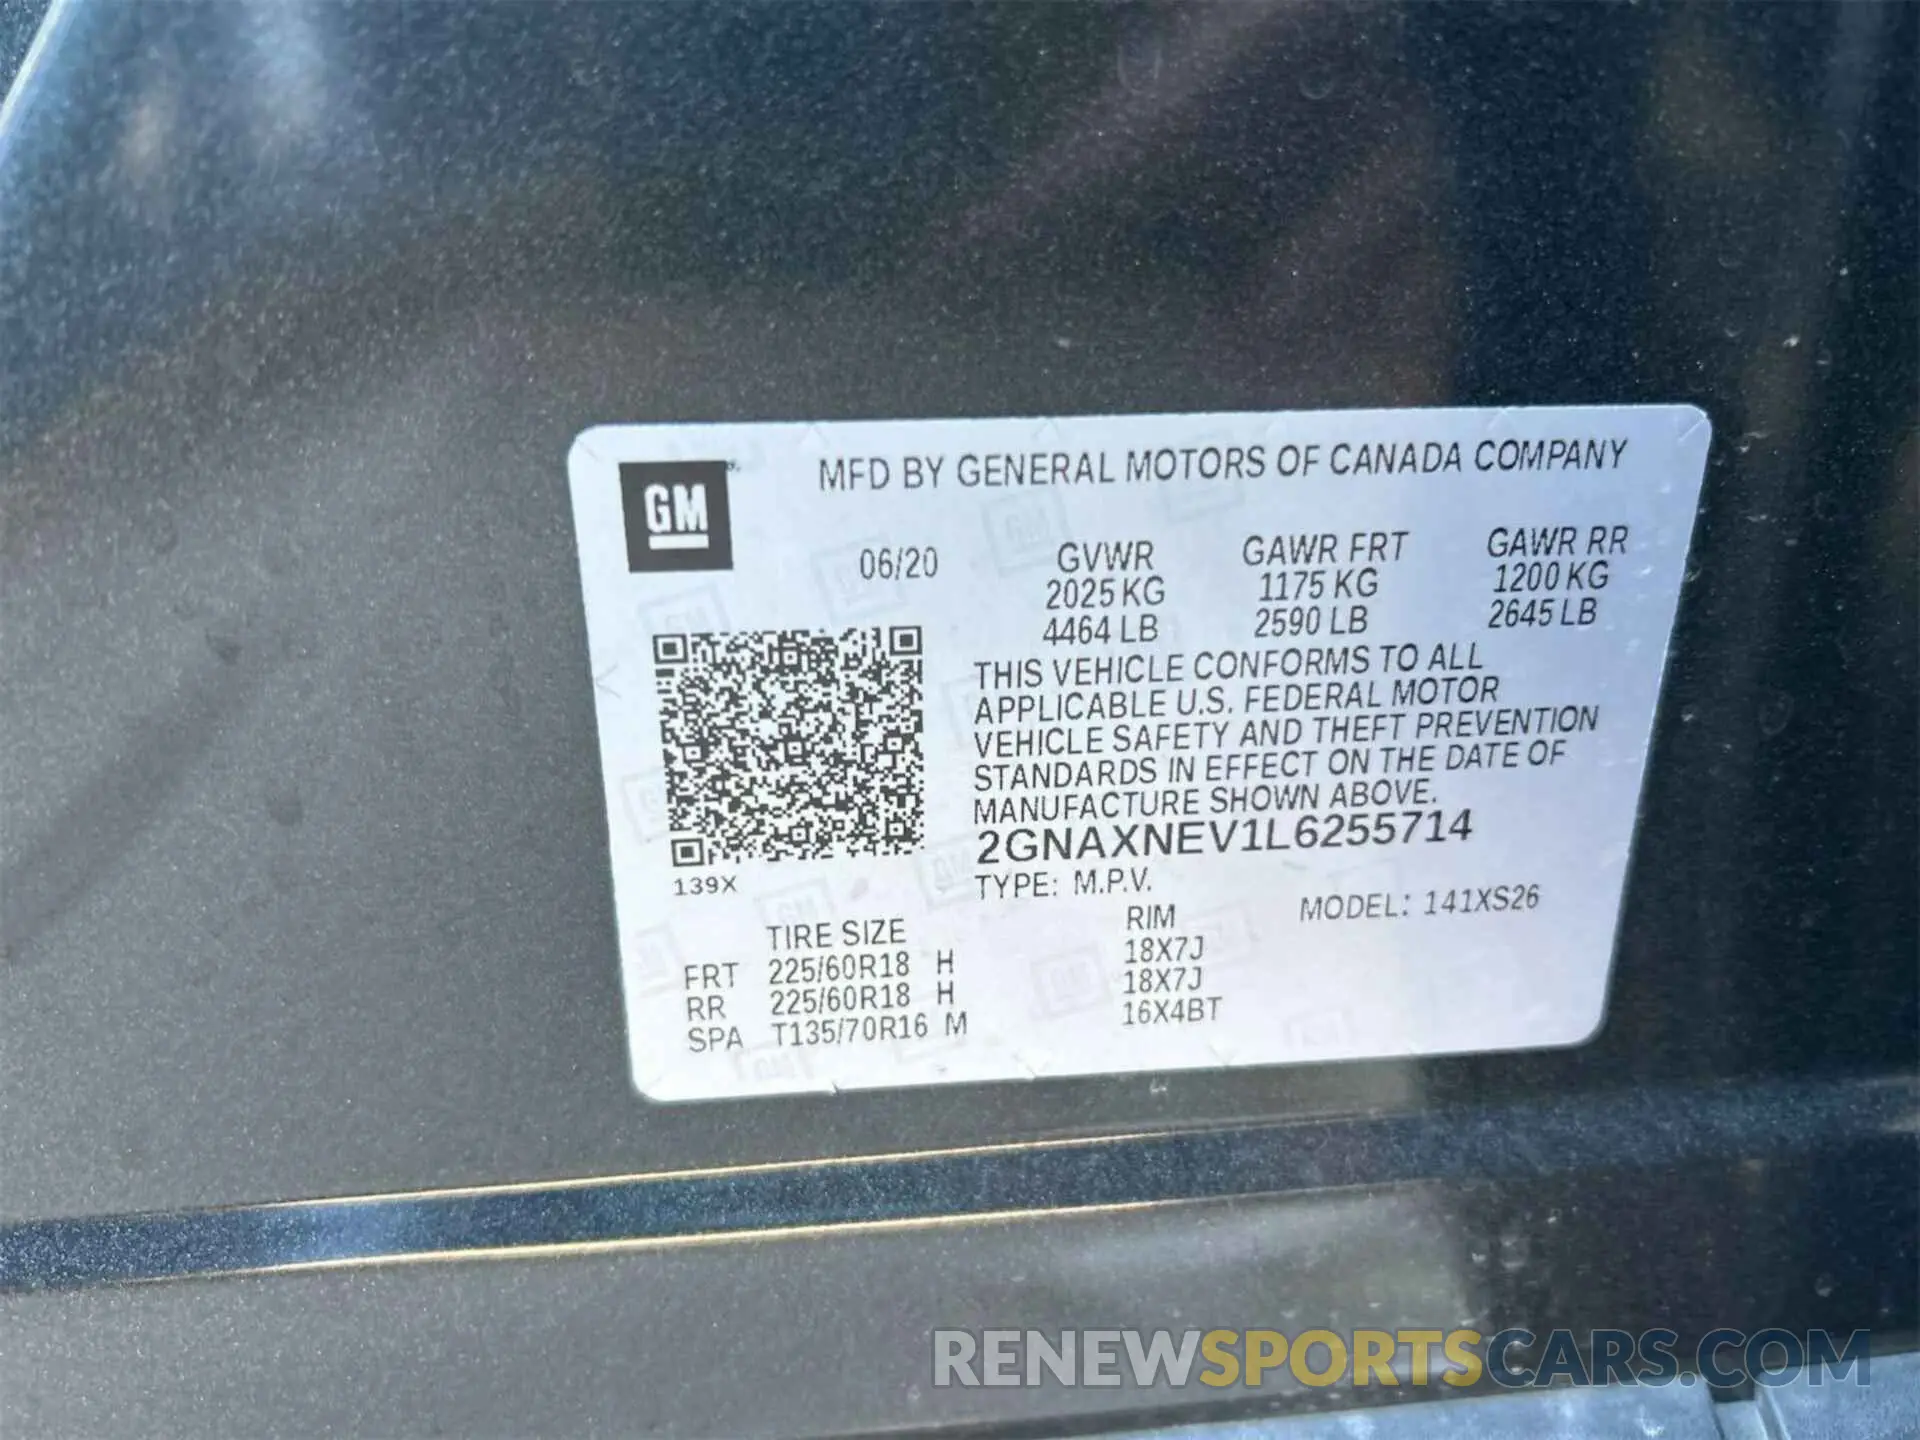 GM
MFD BY GENERAL MOTORS OF CANADA COMPANY
06/20
GVWR
2025 KG
4464 LB
GAWR FRT
1175 KG
2590 LB
GAWR RR
1200 KG
2645 LB
THIS VEHICLE CONFORMS TO ALL
APPLICABLE U.S. FEDERAL MOTOR
VEHICLE SAFETY AND THEFT PREVENTION
STANDARDS IN EFFECT ON THE DATE OF
MANUFACTURE SHOWN ABOVE.
2GNAXNEV1L6255714
139X
TYPE: M.P.V.
MODEL: 141XS26
TIRE SIZE RIM
FRT 225/60R18 H 18X7J
RR 225/60R18 H 18X7J
SPA T135/70R16 M 16X4BT
RENEWSPORTSCARS.COM